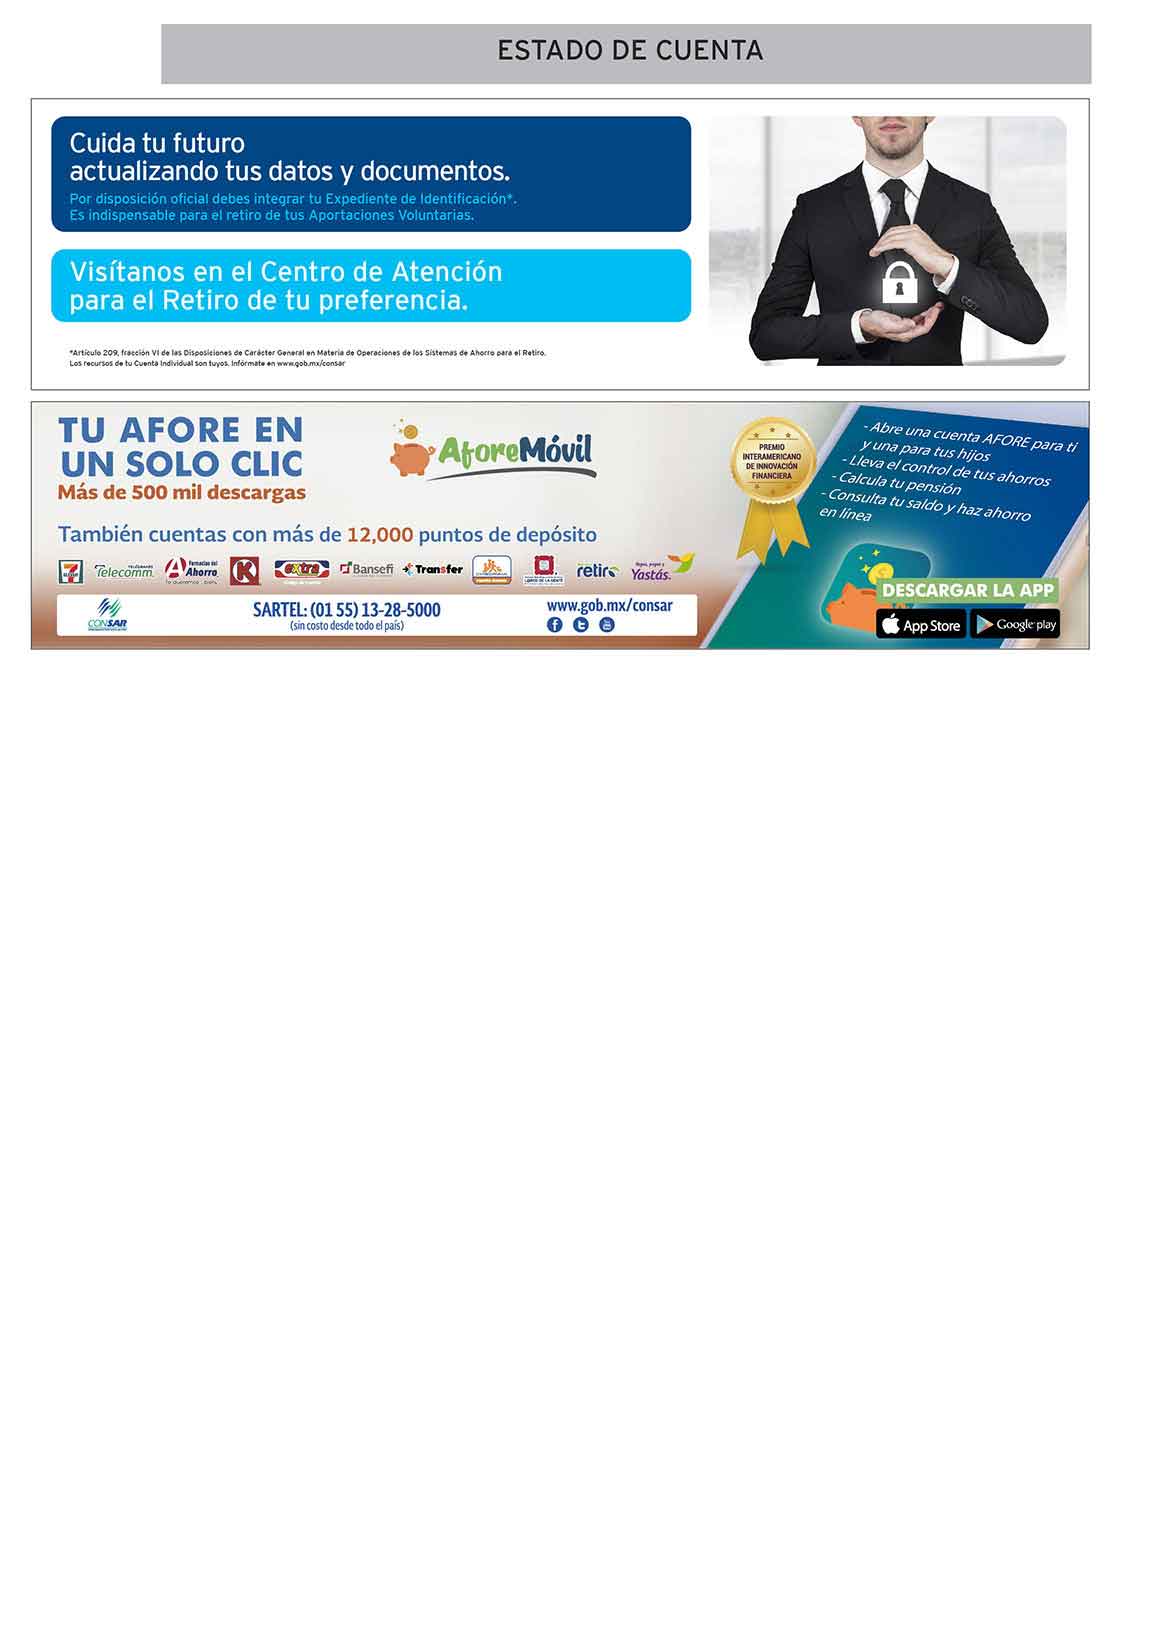 ESTADO DE CUENTA
Cuida tu futuro
actualizando tus datos y documentos.
Por disposición oficial debes integrar tu Expediente de Identificación*.
Es indispensable para el retiro de tus Aportaciones Voluntarias.
Visítanos en el Centro de Atención
para el Retiro de tu preferencia.
*Artículo 209, fracción VI de las Disposiciones de Carácter General en Materia de Operaciones de los Sistemas de Ahorro para el Retiro.
Los recursos de tu Cuenta Individual son tuyos. Infórmate en www.gob.mx/consar
TU AFORE EN
UN SOLO CLIC
Más de 500 mil descargas
AforeMóvil
PREMIO
INTERAMERICANO
DE INNOVACIÓN
FINANCIERA
- Abre una cuenta AFORE para ti
y una para tus hijos
- Lleva el control de tus ahorros
- Calcula tu pensión
- Consulta tu saldo y haz ahorro
en línea
También cuentas con más de 12,000 puntos de depósito
Telecomm
Farmacias del
Ahorro
K
extra
Bansefi
Transfer
retiro
Yastás.
CONSAR
SARTEL: (01 55) 13-28-5000
(sin costo desde todo el país)
www.gob.mx/consar
DESCARGAR LA APP
App Store
Google play